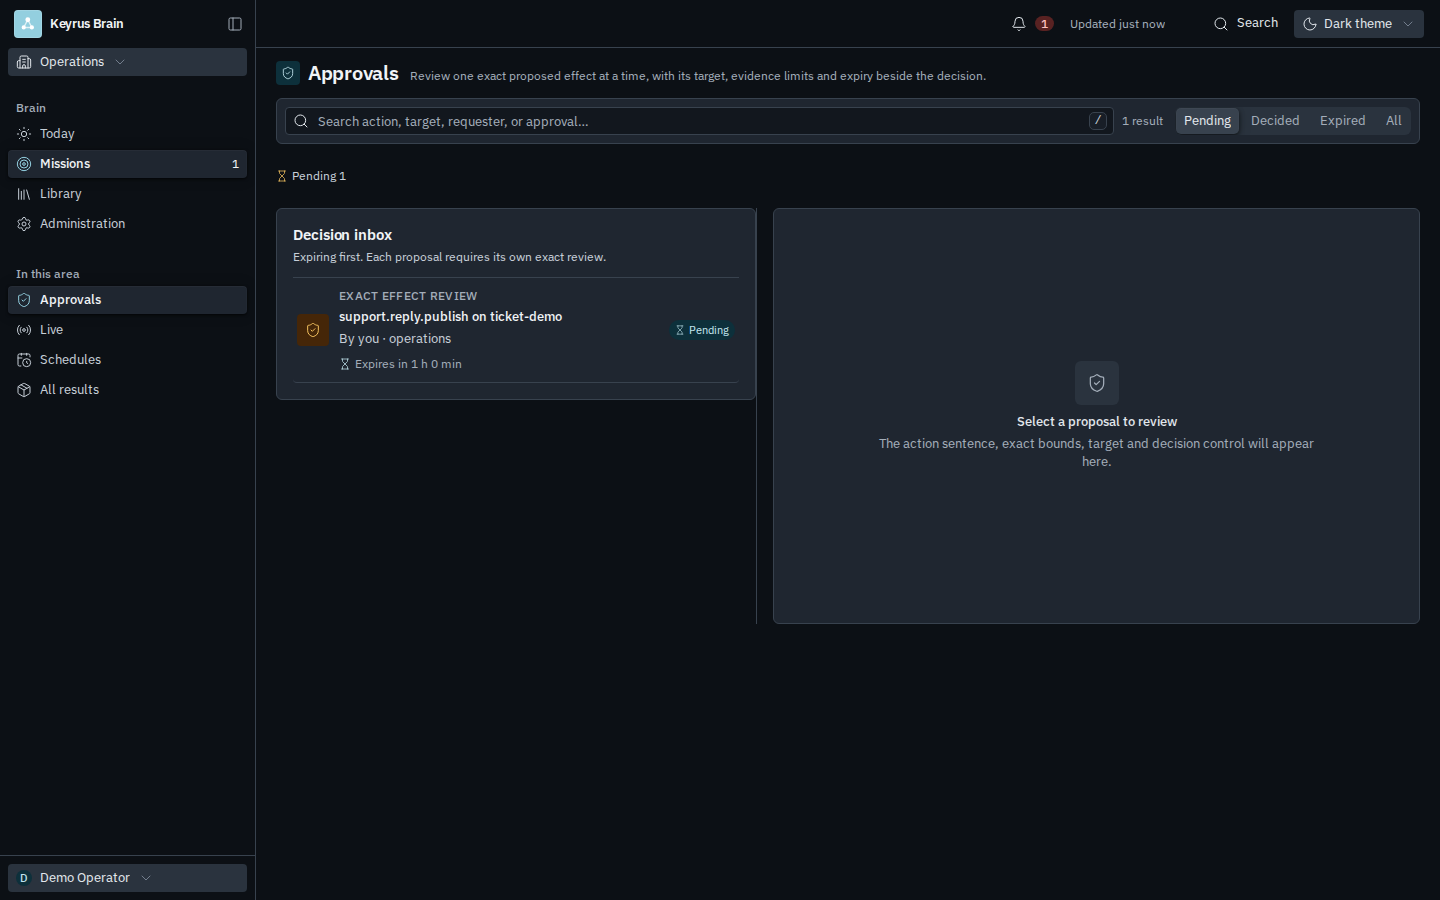 Keyrus Brain
Operations
Brain
Today
Missions 1
Library
Administration
In this area
Approvals
Live
Schedules
All results
D Demo Operator
1 Updated just now Search Dark theme
Approvals Review one exact proposed effect at a time, with its target, evidence limits and expiry beside the decision.
Search action, target, requester, or approval... / 1 result Pending Decided Expired All
Pending 1
Decision inbox
Expiring first. Each proposal requires its own exact review.
EXACT EFFECT REVIEW
support.reply.publish on ticket-demo
By you · operations
Expires in 1 h 0 min
Pending
Select a proposal to review
The action sentence, exact bounds, target and decision control will appear
here.